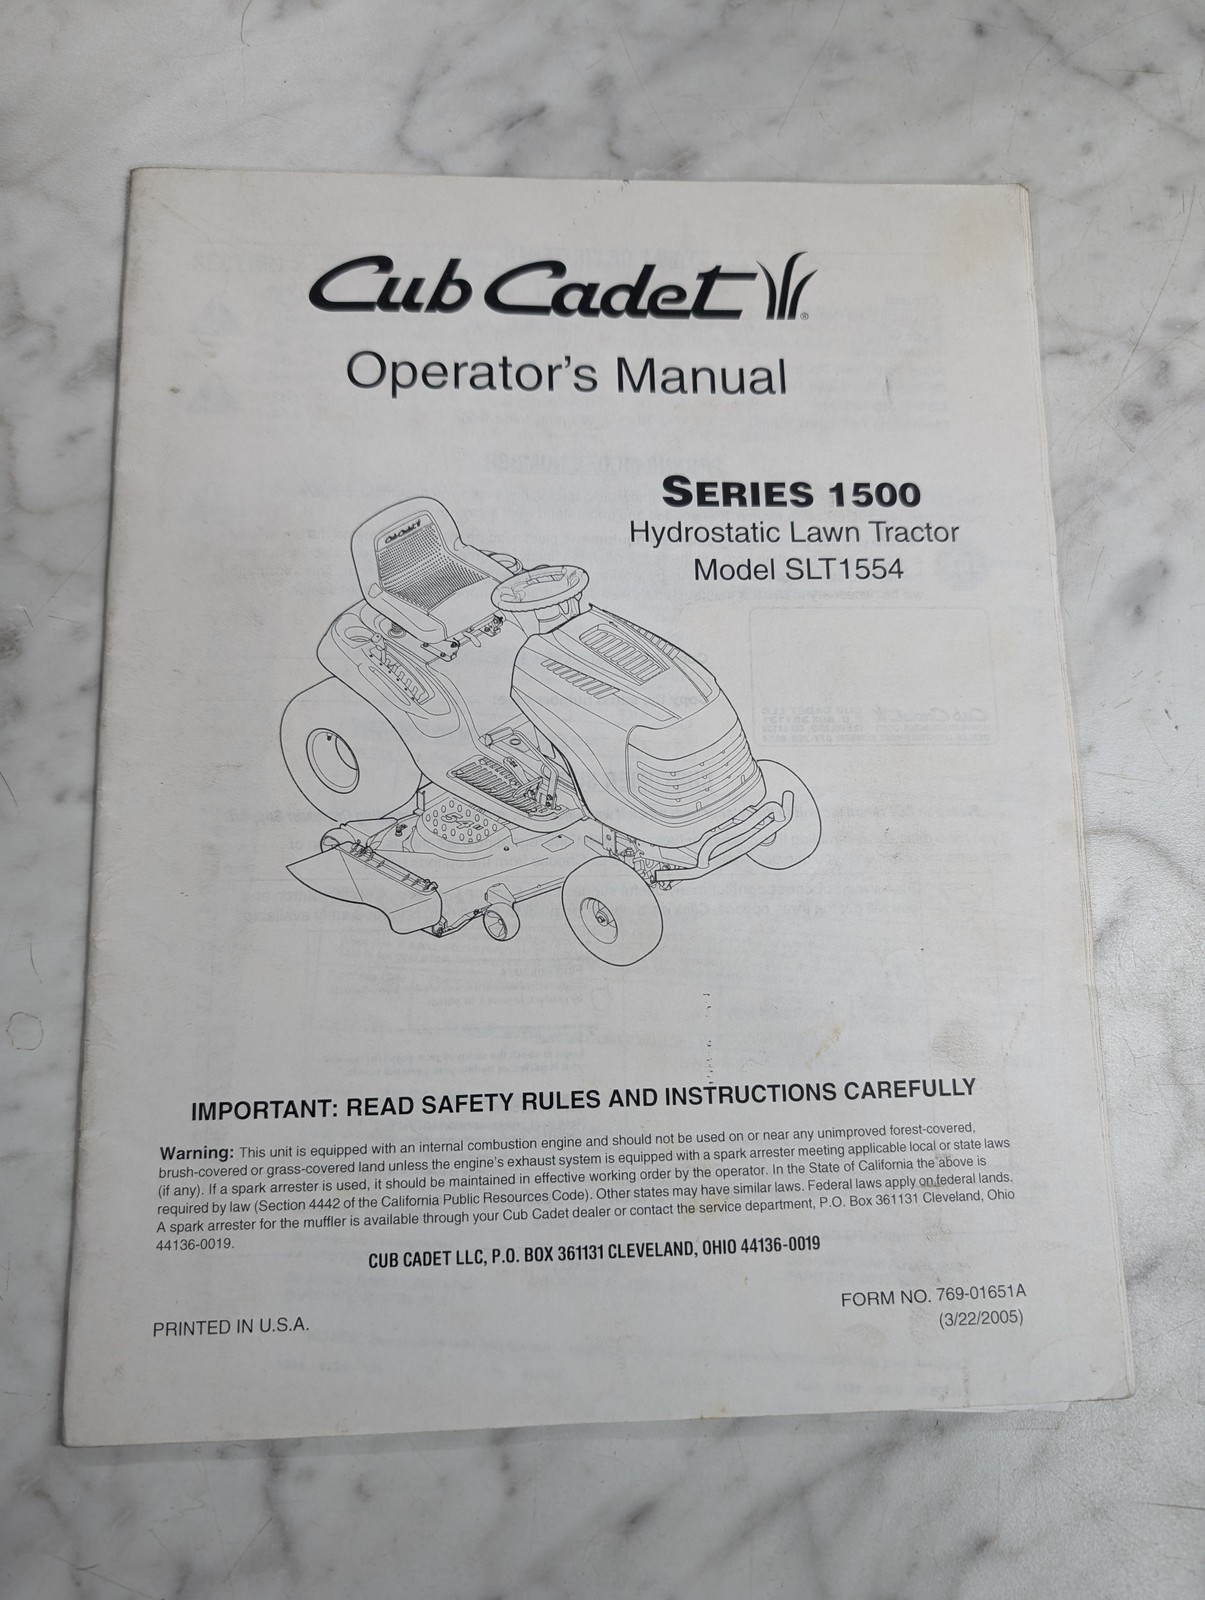 Cub Cadet
®
Operator's Manual
SERIES 1500
Hydrostatic Lawn Tractor
Model SLT1554
Cub Cadet
IMPORTANT: READ SAFETY RULES AND INSTRUCTIONS CAREFULLY
Warning: This unit is equipped with an internal combustion engine and should not be used on or near any unimproved forest-covered,
brush-covered or grass-covered land unless the engine's exhaust system is equipped with a spark arrester meeting applicable local or state laws
(if any). If a spark arrester is used, it should be maintained in effective working order by the operator. In the State of California the above is
required by law (Section 4442 of the California Public Resources Code). Other states may have similar laws. Federal laws apply on federal lands.
A spark arrester for the muffler is available through your Cub Cadet dealer or contact the service department, P.O. Box 361131 Cleveland, Ohio
44136-0019.
CUB CADET LLC, P.O. BOX 361131 CLEVELAND, OHIO 44136-0019
PRINTED IN U.S.A.
FORM NO. 769-01651A
(3/22/2005)